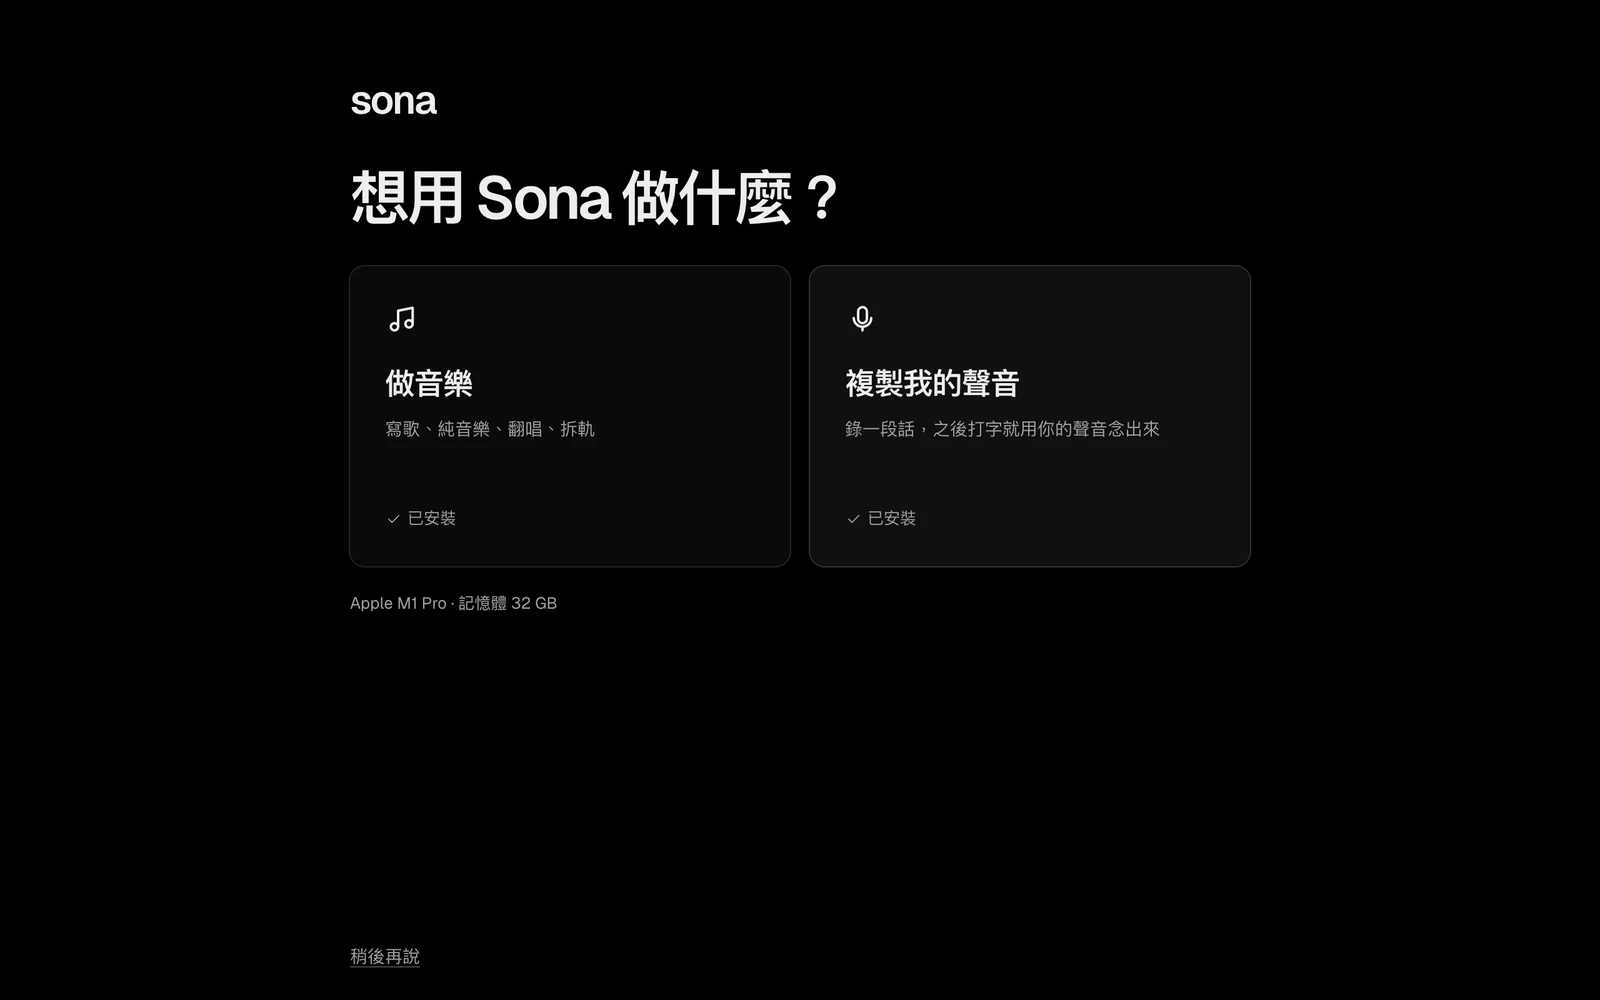 sona
想用 Sona 做什麼？
做音樂
寫歌、純音樂、翻唱、拆軌
已安裝
複製我的聲音
錄一段話，之後打字就用你的聲音念出來
已安裝
Apple M1 Pro · 記憶體 32 GB
稍後再說